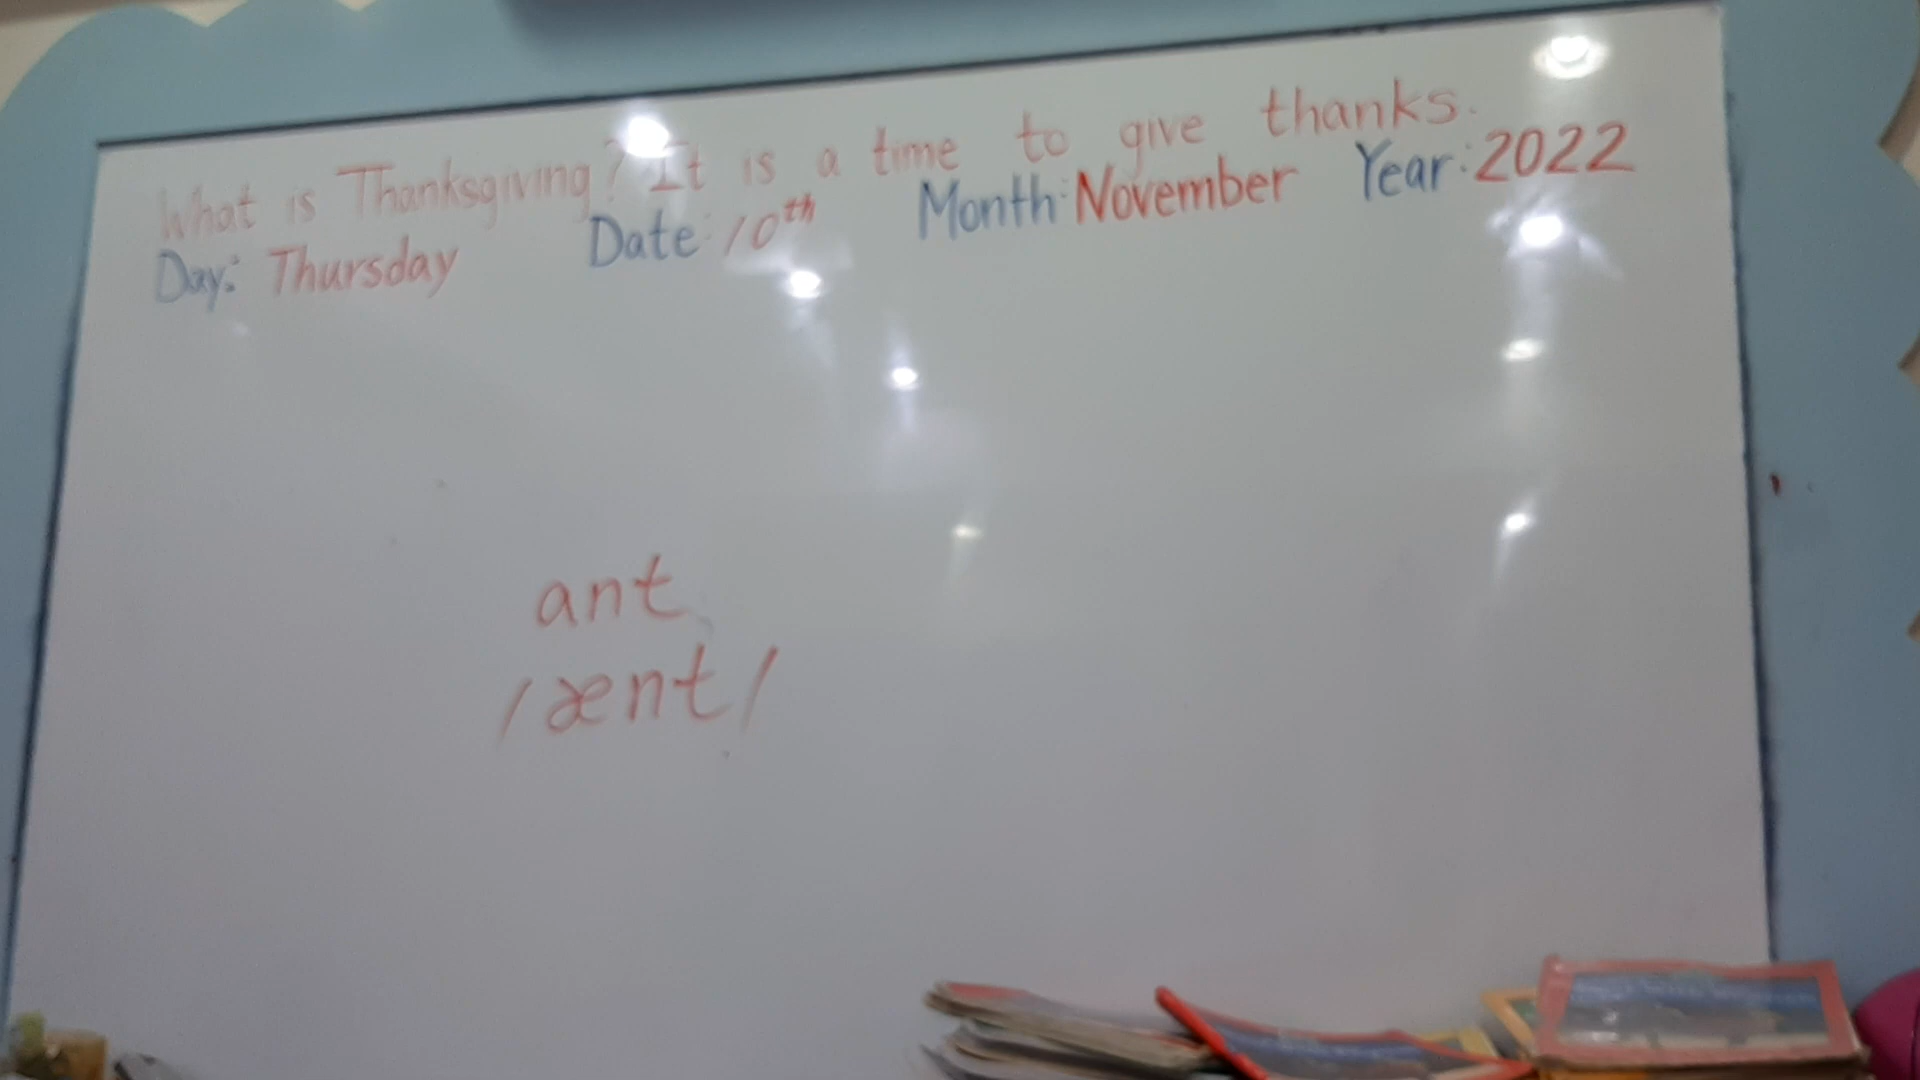 What is Thanksgiving? It is a time to give thanks.
Day: Thursday Date: 10th Month: November Year: 2022
ant
/ænt/